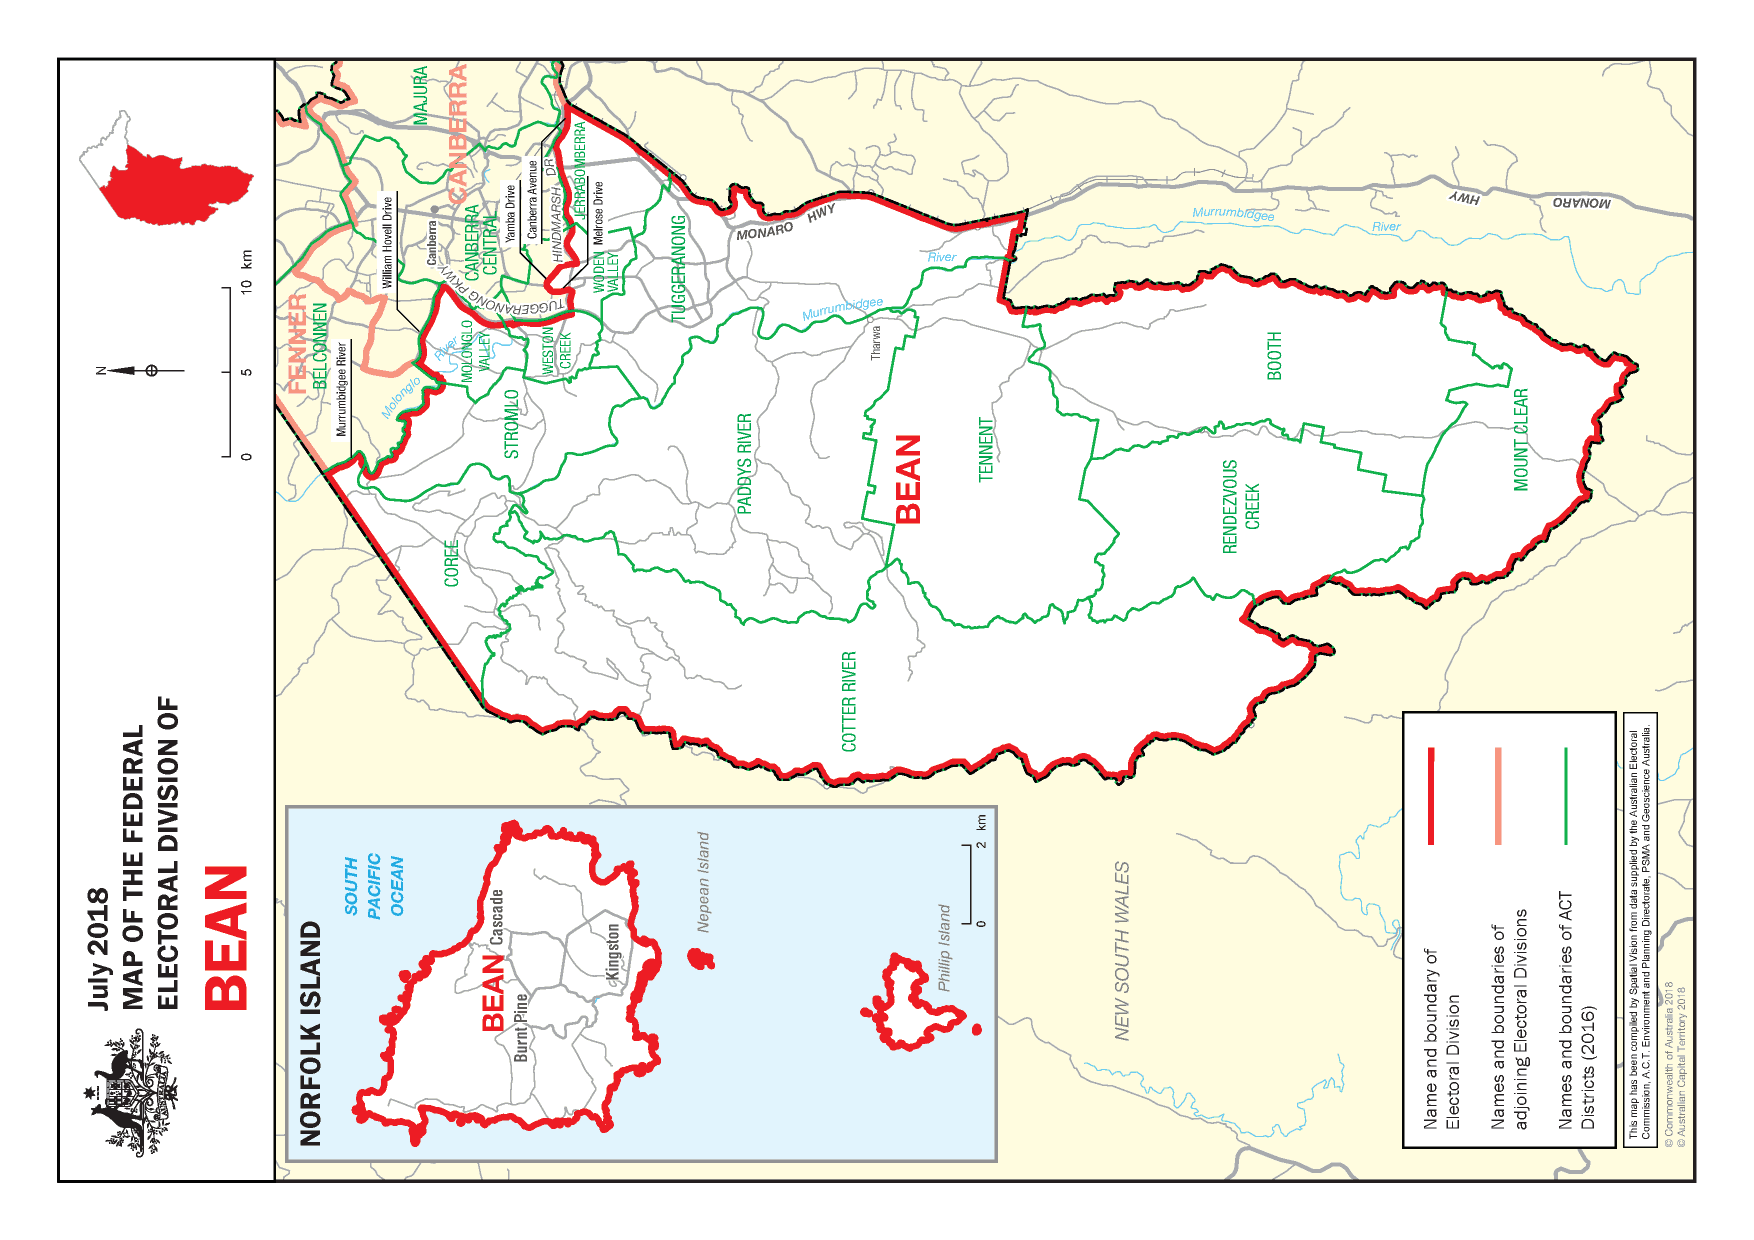 July 2018
MAP OF THE FEDERAL
ELECTORAL DIVISION OF
BEAN
N
0 5 10 km
NORFOLK ISLAND
SOUTH
PACIFIC
OCEAN
BEAN
Cascade
Burnt Pine
Kingston
Nepean Island
Phillip Island
0 2 km
FENNER
BELCONNEN
Murrumbidgee River
William Hovell Drive
Molonglo
River
MAJURA
CANBERRA
Canberra
CANBERRA
CENTRAL
Yamba Drive
Canberra Avenue
HINDMARSH DR
JERRABOMBERRA
Melrose Drive
TUGGERANONG PKWY
MOLONGLO
VALLEY
WESTON
CREEK
WODEN
VALLEY
STROMLO
COREE
TUGGERANONG
MONARO HWY
Murrumbidgee
River
Tharwa
PADDYS RIVER
COTTER RIVER
BEAN
TENNENT
BOOTH
RENDEZVOUS
CREEK
MOUNT CLEAR
Murrumbidgee
River
MONARO HWY
NEW SOUTH WALES
Name and boundary of
Electoral Division
Names and boundaries of
adjoining Electoral Divisions
Names and boundaries of ACT
Districts (2016)
This map has been compiled by Spatial Vision from data supplied by the Australian Electoral
Commission, A.C.T. Environment and Planning Directorate, PSMA and Geoscience Australia.
© Commonwealth of Australia 2018
© Australian Capital Territory 2018